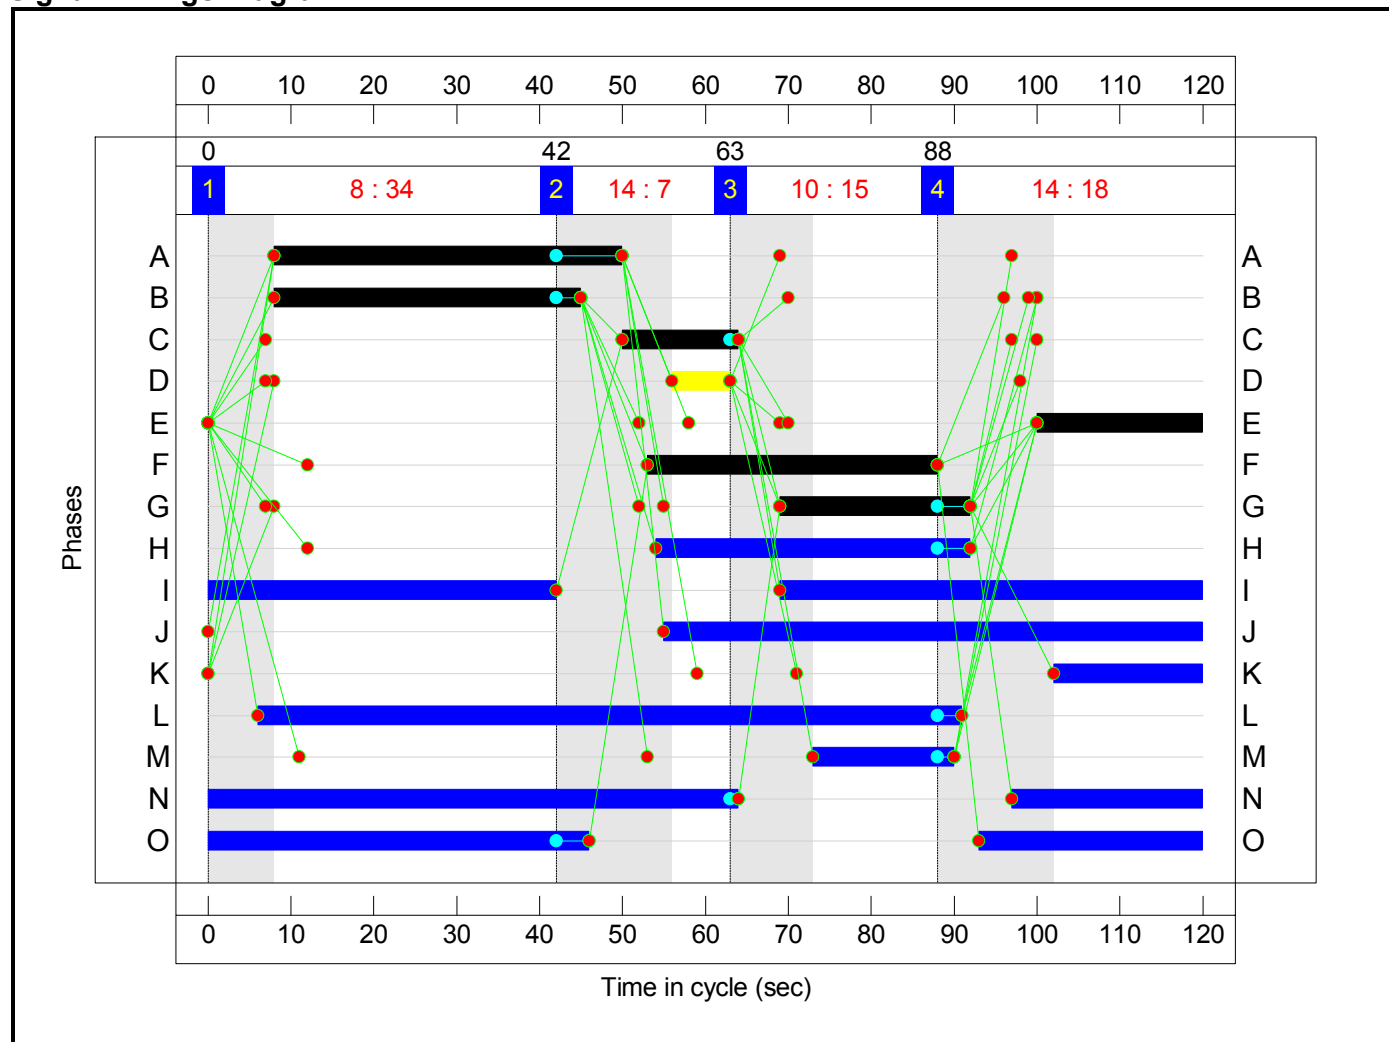 0 10 20 30 40 50 60 70 80 90 100 110 120
0 42 63 88
1 8 : 34 2 14 : 7 3 10 : 15 4 14 : 18
A A
B B
C C
D D
E E
F F
G G
H H
I I
J J
K K
L L
M M
N N
O O
Phases
0 10 20 30 40 50 60 70 80 90 100 110 120
Time in cycle (sec)